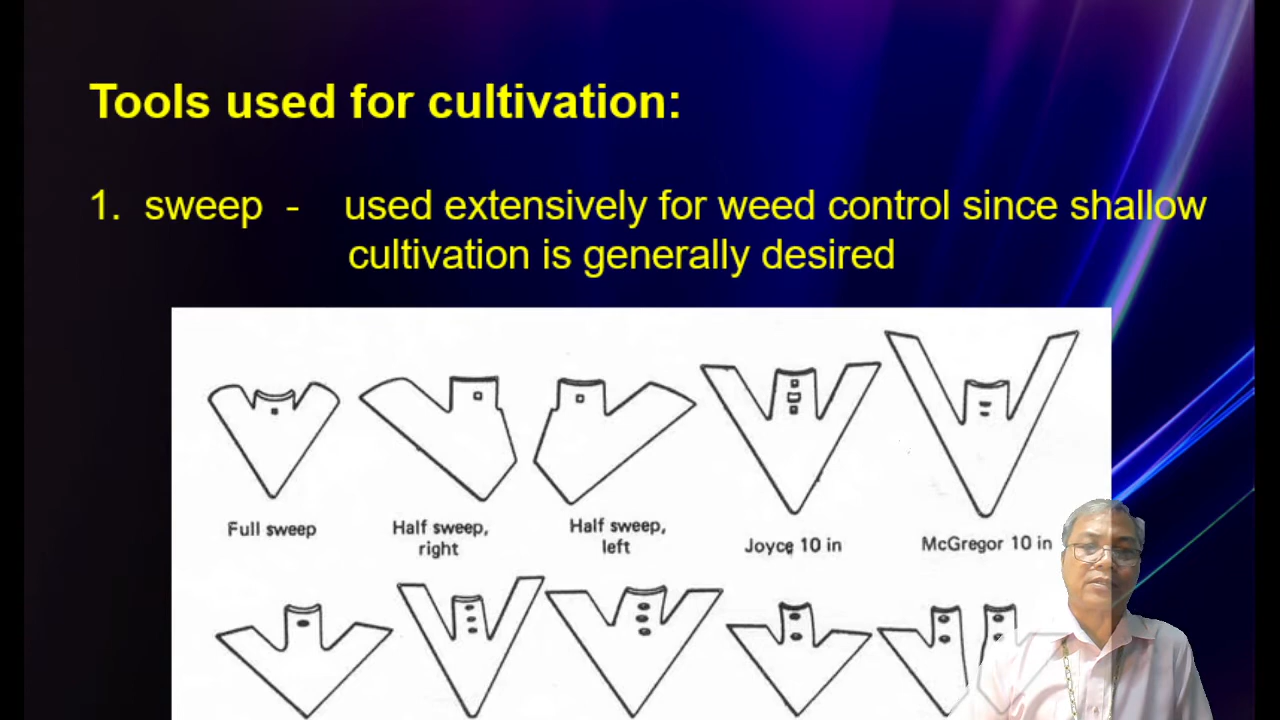 Tools used for cultivation:
1. sweep - used extensively for weed control since shallow
cultivation is generally desired
Full sweep
Half sweep,
right
Half sweep,
left
Joyce 10 in
McGregor 10 in